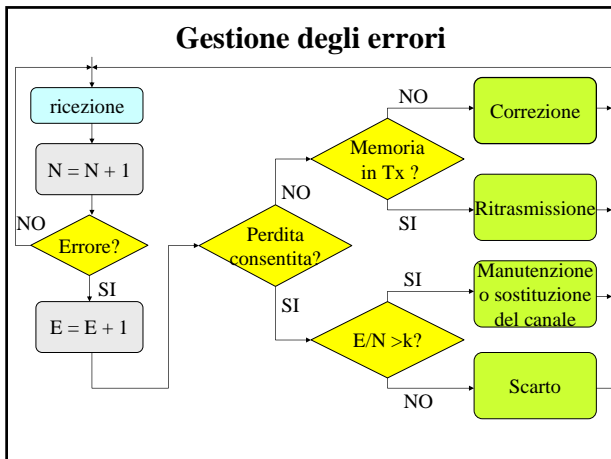 Gestione degli errori
ricezione
N = N + 1
NO
Errore?
SI
E = E + 1
Perdita
consentita?
NO
SI
Memoria
in Tx ?
NO
SI
E/N >k?
SI
NO
Correzione
Ritrasmissione
Manutenzione
o sostituzione
del canale
Scarto